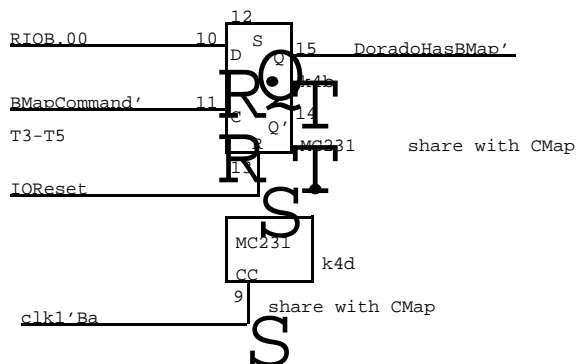 12
RIOB.00 10 D S Q 15 DoradoHasBMap'
k4b
BMapCommand' 11 C 14
Q'
T3-T5 R MC231 share with CMap
13
IOReset
MC231
CC k4d
9 share with CMap
clk1'Ba
R T
R T
S
S